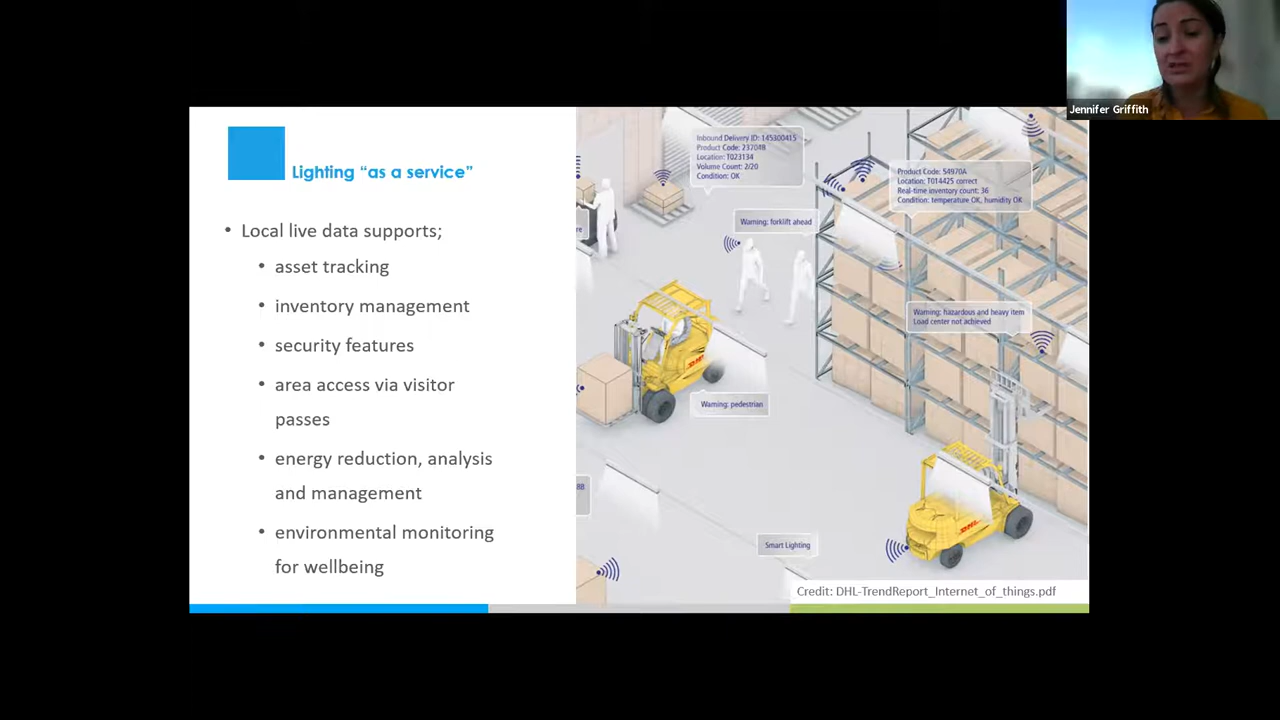 Jennifer Griffith
Lighting “as a service”
• Local live data supports;
• asset tracking
• inventory management
• security features
• area access via visitor
passes
• energy reduction, analysis
and management
• environmental monitoring
for wellbeing
Inbound Delivery ID: 145300415
Product Code: 23704B
Location: T023134
Volume Count: 2/20
Condition: OK
Product Code: 54970A
Location: T014425 correct
Real-time inventory count: 36
Condition: temperature OK, humidity OK
Warning: forklift ahead
Warning: hazardous and heavy item
Load center not achieved
DHL
Warning: pedestrian
DHL
Smart Lighting
Credit: DHL-TrendReport_Internet_of_things.pdf